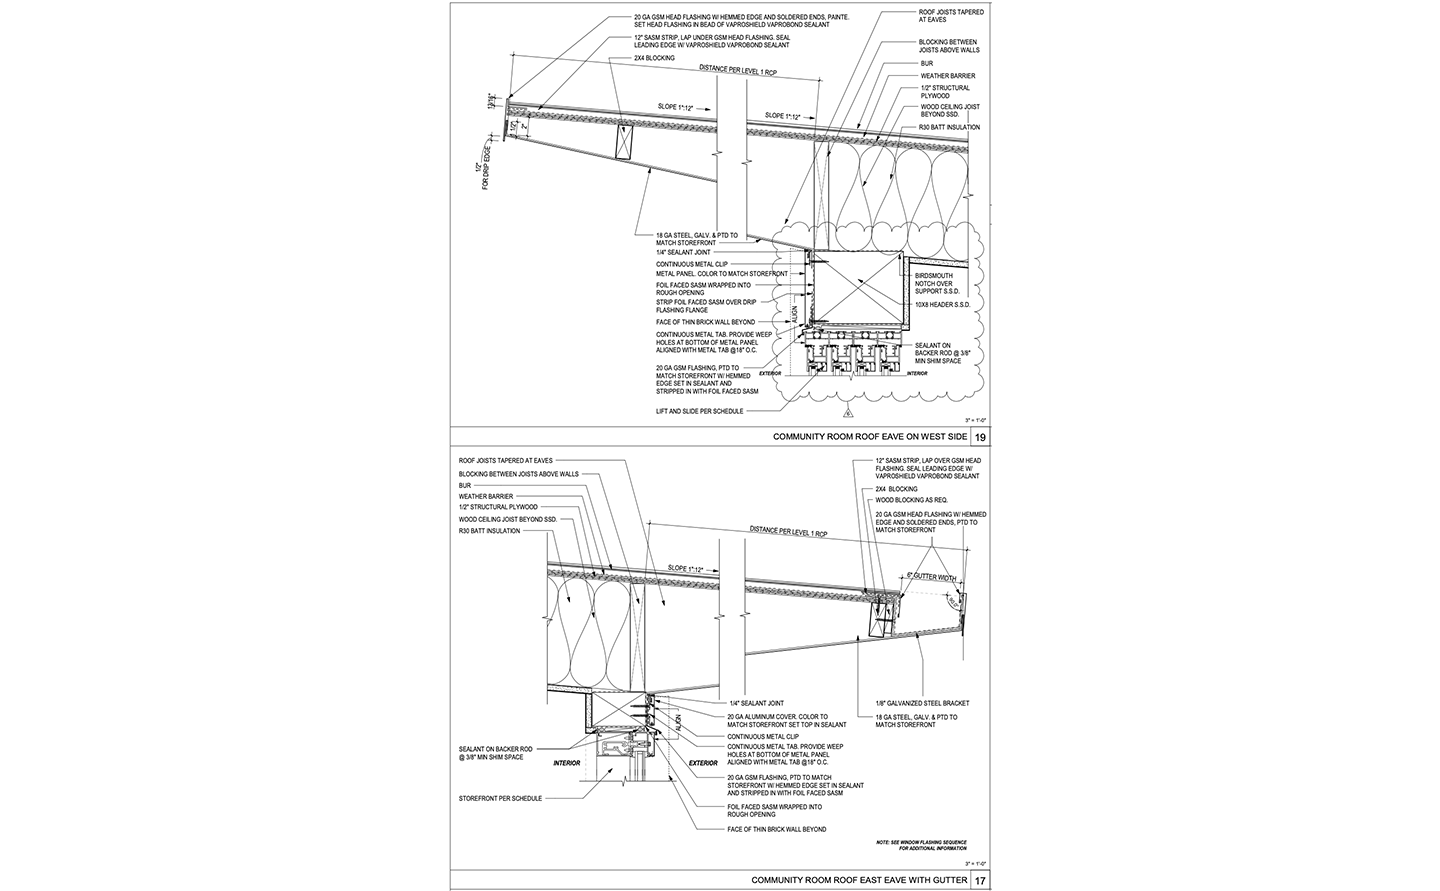 20 GA GSM HEAD FLASHING W/ HEMMED EDGE AND SOLDERED ENDS, PAINTE.
SET HEAD FLASHING IN BEAD OF VAPROSHIELD VAPROBOND SEALANT
12" SASM STRIP, LAP UNDER GSM HEAD FLASHING. SEAL
LEADING EDGE W/ VAPROSHIELD VAPROBOND SEALANT
2X4 BLOCKING
DISTANCE PER LEVEL 1 RCP
SLOPE 1":12"
SLOPE 1":12"
1/2"
2"
1/2"
FOR DRIP EDGE
ROOF JOISTS TAPERED
AT EAVES
BLOCKING BETWEEN
JOISTS ABOVE WALLS
BUR
WEATHER BARRIER
1/2" STRUCTURAL
PLYWOOD
WOOD CEILING JOIST
BEYOND SSD.
R30 BATT INSULATION
18 GA STEEL, GALV. & PTD TO
MATCH STOREFRONT
1/4" SEALANT JOINT
CONTINUOUS METAL CLIP
METAL PANEL. COLOR TO MATCH STOREFRONT
FOIL FACED SASM WRAPPED INTO
ROUGH OPENING
STRIP FOIL FACED SASM OVER DRIP
FLASHING FLANGE
FACE OF THIN BRICK WALL BEYOND
CONTINUOUS METAL TAB. PROVIDE WEEP
HOLES AT BOTTOM OF METAL PANEL
ALIGNED WITH METAL TAB @18" O.C.
20 GA GSM FLASHING, PTD TO
MATCH STOREFRONT W/ HEMMED
EDGE SET IN SEALANT AND
STRIPPED IN WITH FOIL FACED SASM
LIFT AND SLIDE PER SCHEDULE
ALIGN
EXTERIOR
INTERIOR
BIRDSMOUTH
NOTCH OVER
SUPPORT S.S.D.
10X8 HEADER S.S.D.
SEALANT ON
BACKER ROD @ 3/8"
MIN SHIM SPACE
6
3" = 1'-0"
COMMUNITY ROOM ROOF EAVE ON WEST SIDE 19
ROOF JOISTS TAPERED AT EAVES
BLOCKING BETWEEN JOISTS ABOVE WALLS
BUR
WEATHER BARRIER
1/2" STRUCTURAL PLYWOOD
WOOD CEILING JOIST BEYOND SSD.
R30 BATT INSULATION
DISTANCE PER LEVEL 1 RCP
SLOPE 1":12"
12" SASM STRIP, LAP OVER GSM HEAD
FLASHING. SEAL LEADING EDGE W/
VAPROSHIELD VAPROBOND SEALANT
2X4 BLOCKING
WOOD BLOCKING AS REQ.
20 GA GSM HEAD FLASHING W/ HEMMED
EDGE AND SOLDERED ENDS, PTD TO
MATCH STOREFRONT
6" GUTTER WIDTH
1/8" GALVANIZED STEEL BRACKET
18 GA STEEL, GALV. & PTD TO
MATCH STOREFRONT
1/4" SEALANT JOINT
20 GA ALUMINUM COVER. COLOR TO
MATCH STOREFRONT SET TOP IN SEALANT
CONTINUOUS METAL CLIP
CONTINUOUS METAL TAB. PROVIDE WEEP
HOLES AT BOTTOM OF METAL PANEL
ALIGNED WITH METAL TAB @18" O.C.
20 GA GSM FLASHING, PTD TO MATCH
STOREFRONT W/ HEMMED EDGE SET IN SEALANT
AND STRIPPED IN WITH FOIL FACED SASM
FOIL FACED SASM WRAPPED INTO
ROUGH OPENING
FACE OF THIN BRICK WALL BEYOND
ALIGN
SEALANT ON BACKER ROD
@ 3/8" MIN SHIM SPACE
INTERIOR
EXTERIOR
STOREFRONT PER SCHEDULE
NOTE: SEE WINDOW FLASHING SEQUENCE
FOR ADDITIONAL INFORMATION
3" = 1'-0"
COMMUNITY ROOM ROOF EAST EAVE WITH GUTTER 17